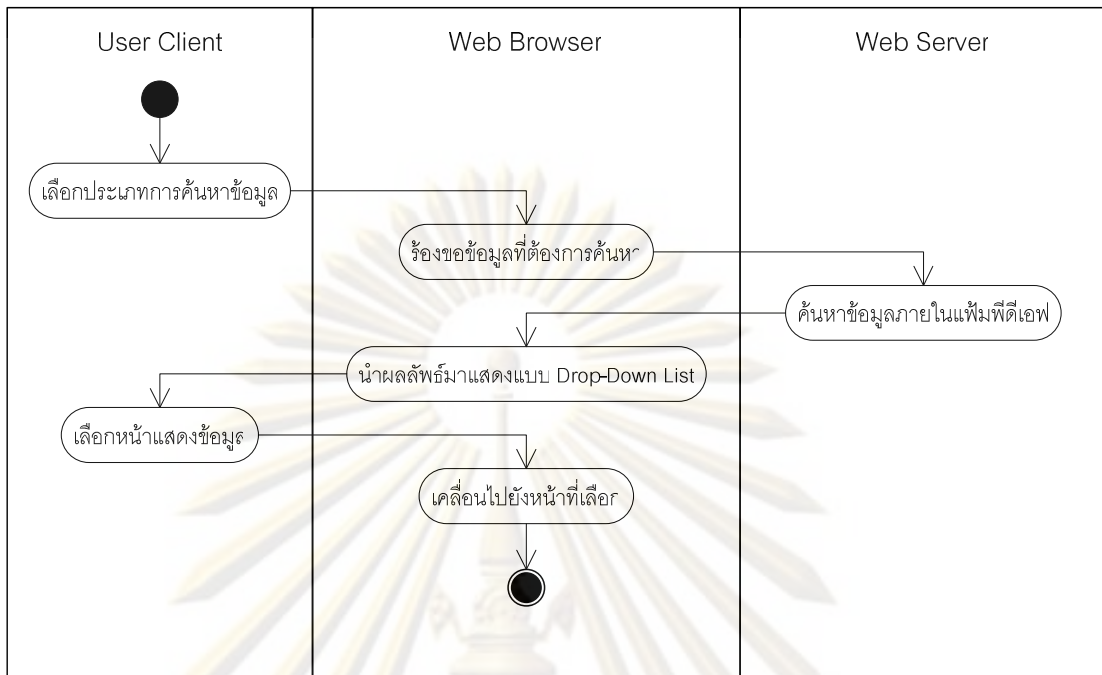 User Client
Web Browser
Web Server
เลือกประเภทการค้นหาข้อมูล
ร้องขอข้อมูลที่ต้องการค้นหา
ค้นหาข้อมูลภายในแฟ้มพีดีเอฟ
นำผลลัพธ์มาแสดงแบบ Drop-Down List
เลือกหน้าแสดงข้อมูล
เคลื่อนไปยังหน้าที่เลือก